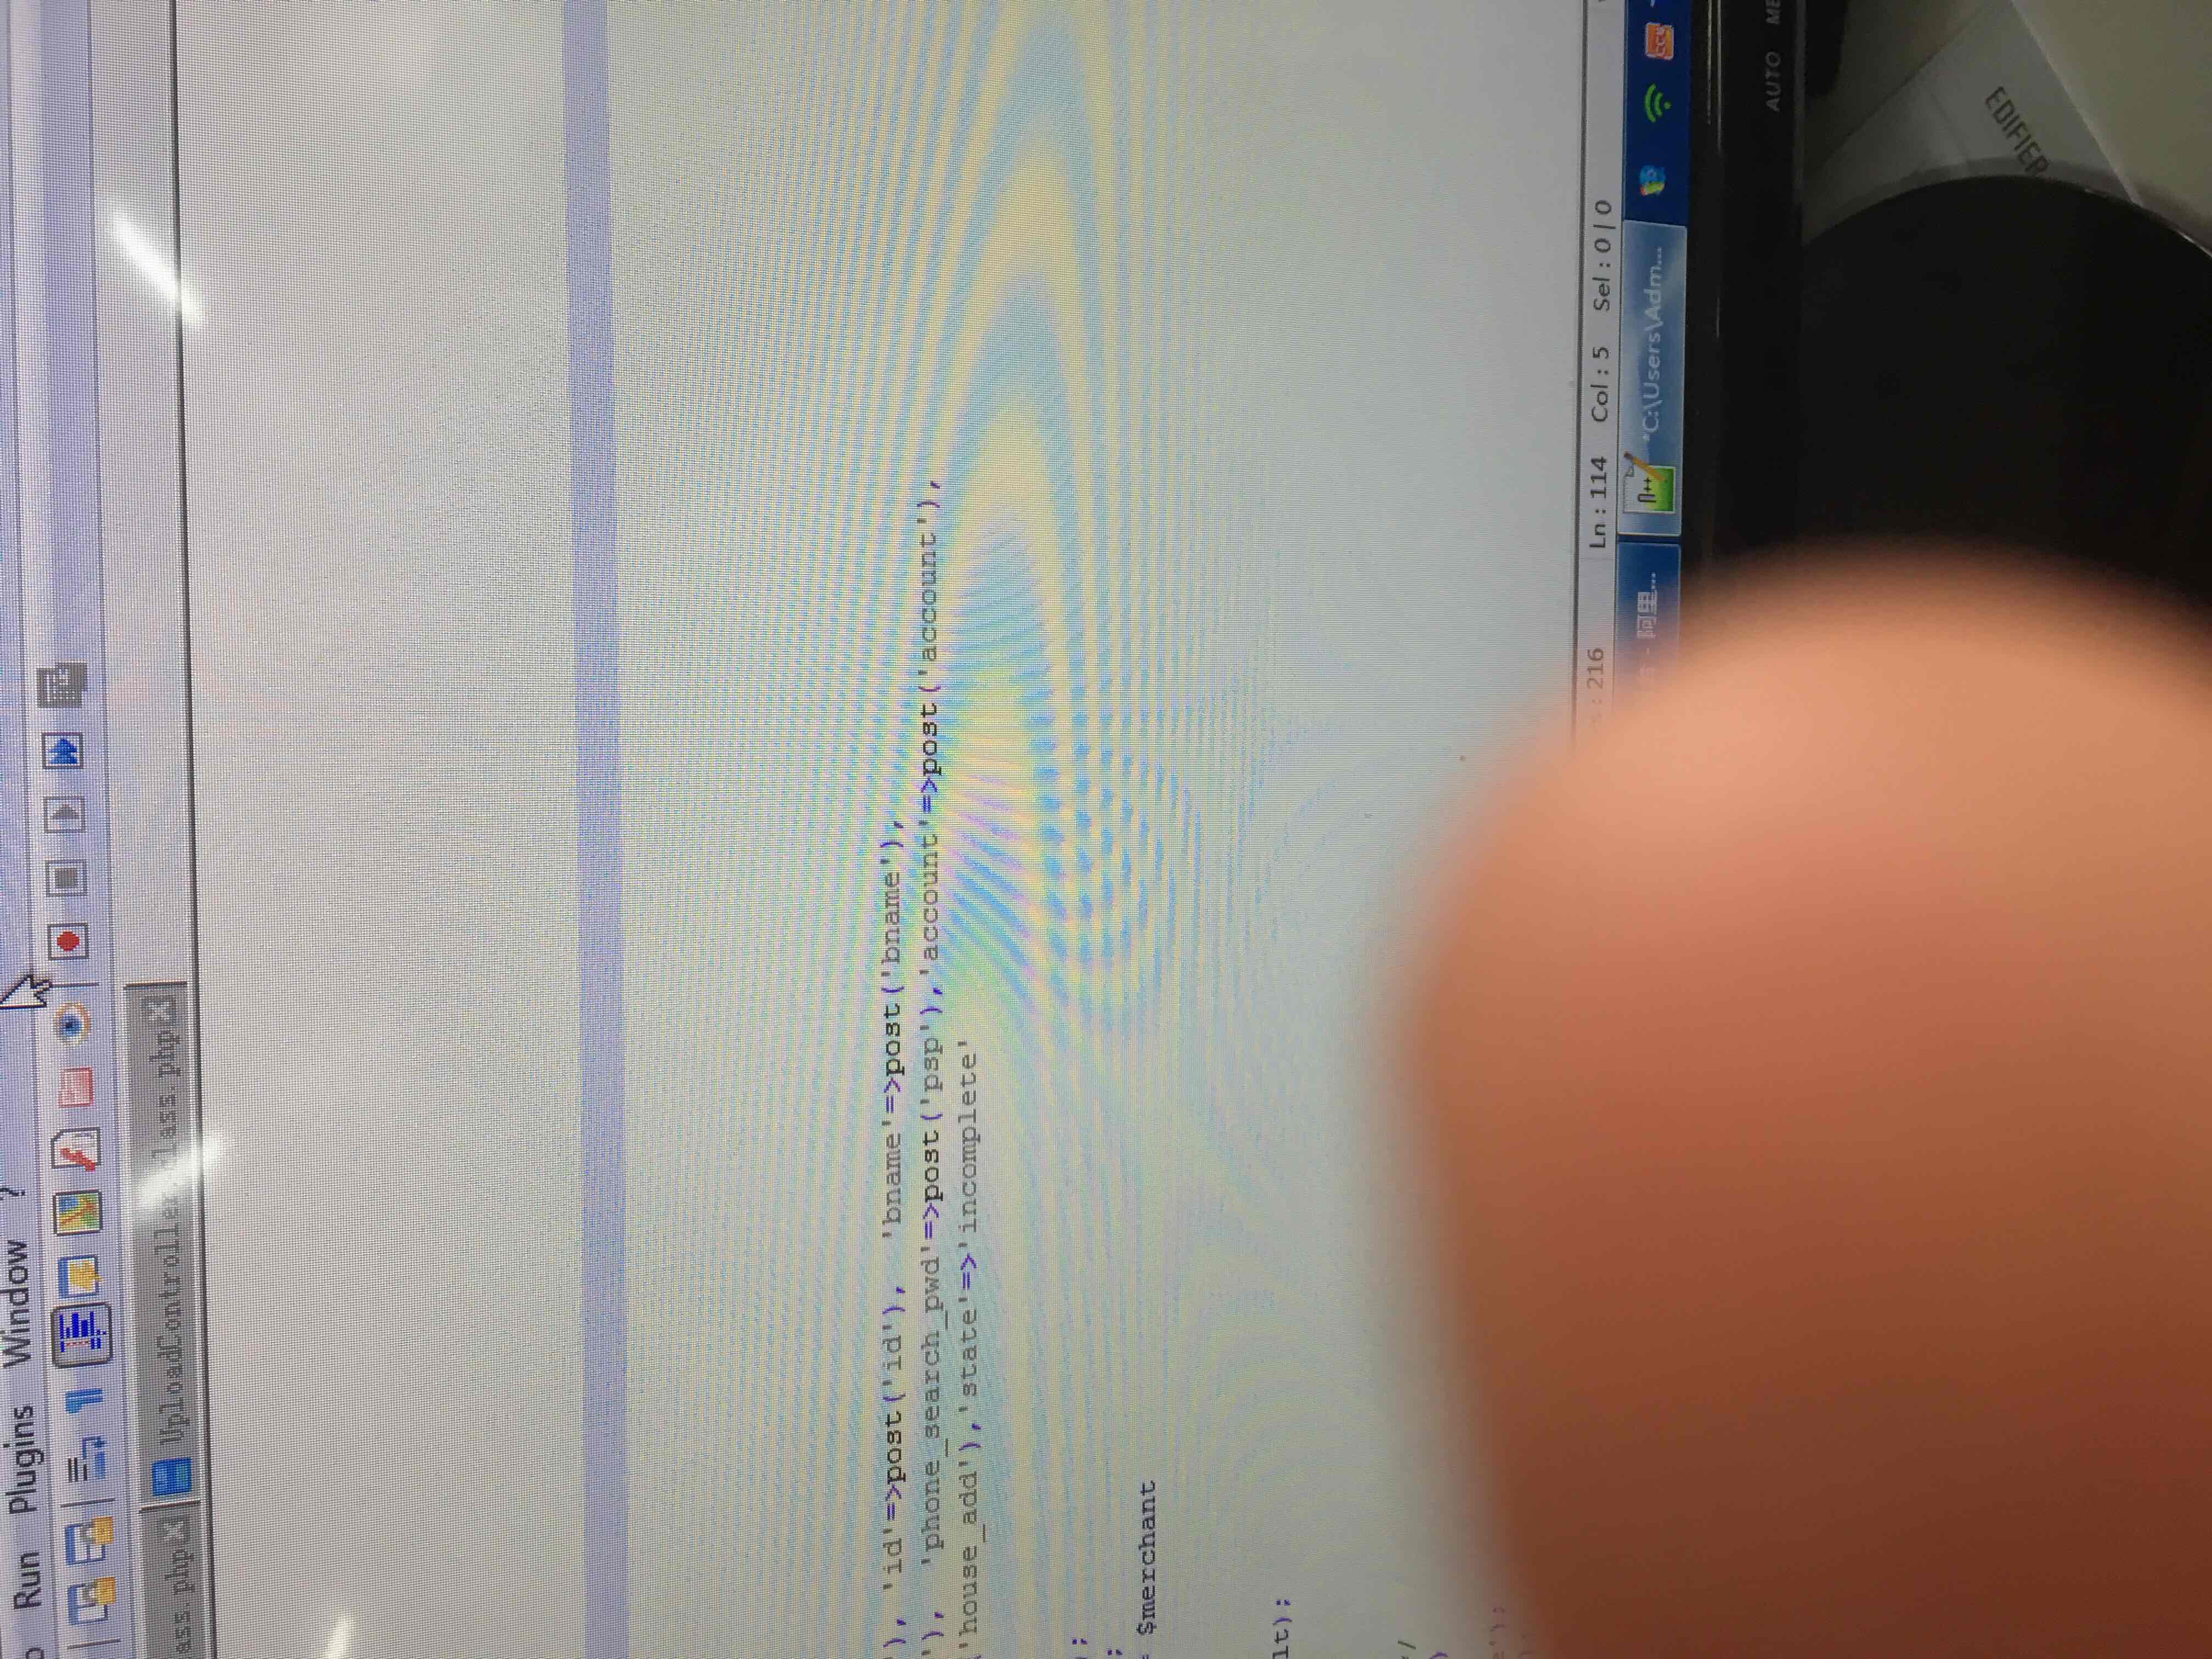 Run Plugins Window ?
ass.php UploadController.class.php
'), 'id'=>post('id'), 'bname'=>post('bname'),
'), 'phone_search_pwd'=>post('psp'),'account'=>post('account'),
('house_add'),'state'=>'incomplete'
);
;
= $merchant
lt);
*/
)
e');
);
: 216 Ln : 114 Col : 5 Sel : 0 | 0
- 阿里... *C:\Users\Adm...
AUTO ME
EDIFIER